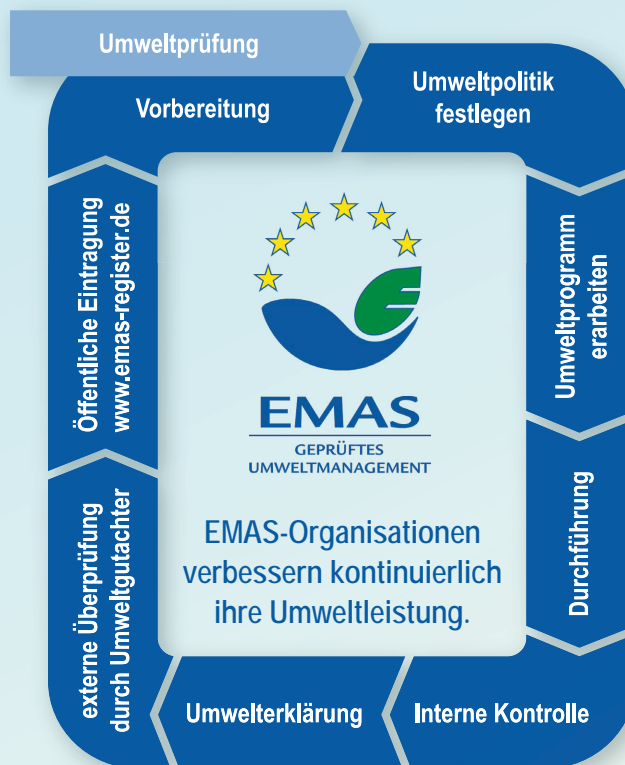 Umweltprüfung
Vorbereitung
Umweltpolitik
festlegen
Umweltprogramm
erarbeiten
Durchführung
Interne Kontrolle
Umwelterklärung
externe Überprüfung
durch Umweltgutachter
Öffentliche Eintragung
www.emas-register.de
EMAS
GEPRÜFTES
UMWELTMANAGEMENT
EMAS-Organisationen
verbessern kontinuierlich
ihre Umweltleistung.